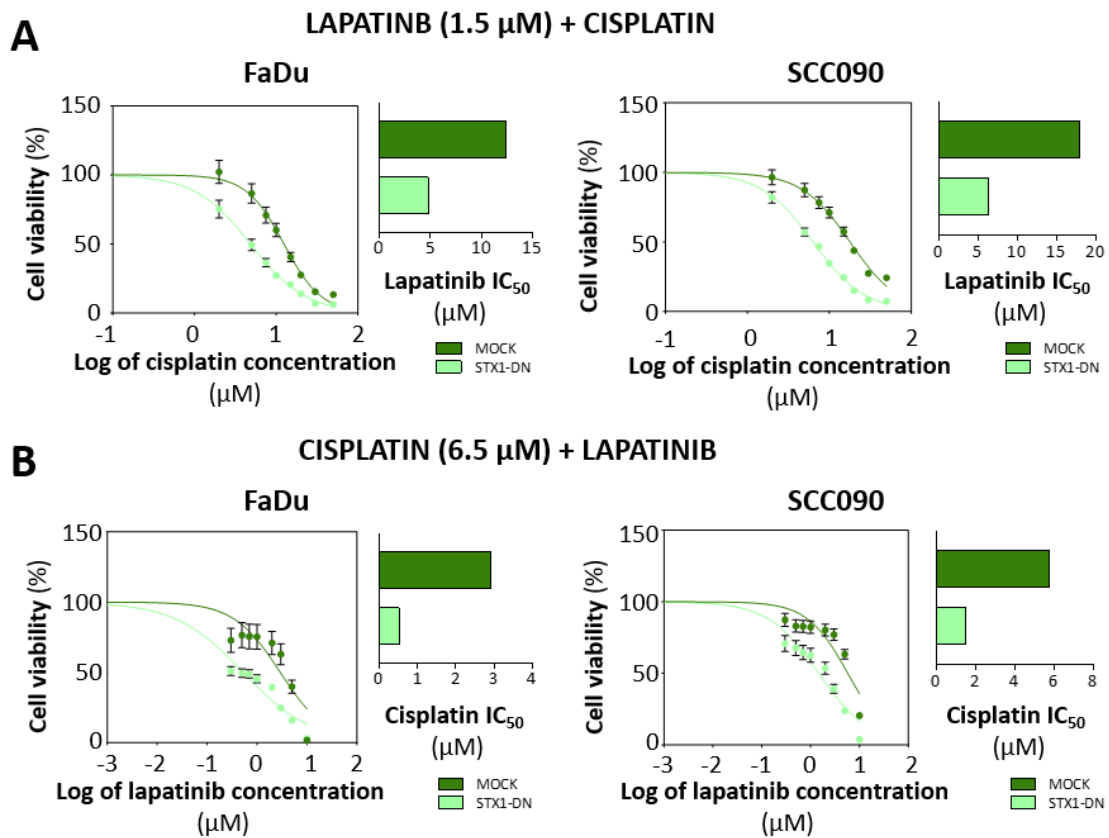 A
LAPATINB (1.5 µM) + CISPLATIN
FaDu
Cell viability (%)
150
100
50
0
-1
0
1
2
Log of cisplatin concentration
(µM)
0
5
10
15
Lapatinib IC50
(µM)
MOCK
STX1-DN
SCC090
Cell viability (%)
150
100
50
0
-1
0
1
2
Log of cisplatin concentration
(µM)
0
5
10
15
20
Lapatinib IC50
(µM)
MOCK
STX1-DN
B
CISPLATIN (6.5 µM) + LAPATINIB
FaDu
Cell viability (%)
150
100
50
0
-3
-2
-1
0
1
2
Log of lapatinib concentration
(µM)
0
1
2
3
4
Cisplatin IC50
(µM)
MOCK
STX1-DN
SCC090
Cell viability (%)
150
100
50
0
-3
-2
-1
0
1
2
Log of lapatinib concentration
(µM)
0
2
4
6
8
Cisplatin IC50
(µM)
MOCK
STX1-DN